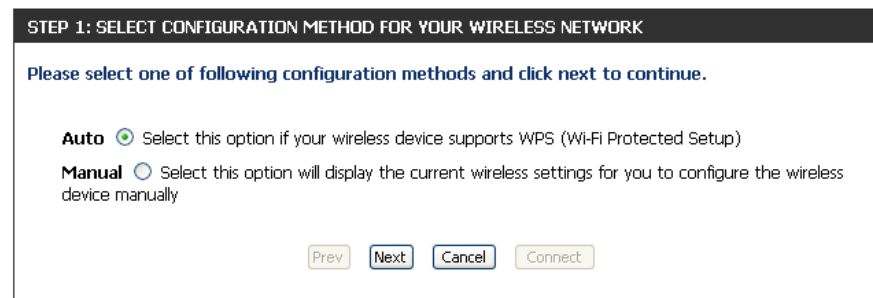 STEP 1: SELECT CONFIGURATION METHOD FOR YOUR WIRELESS NETWORK
Please select one of following configuration methods and click next to continue.
Auto Select this option if your wireless device supports WPS (Wi-Fi Protected Setup)
Manual Select this option will display the current wireless settings for you to configure the wireless
device manually
Prev Next Cancel Connect